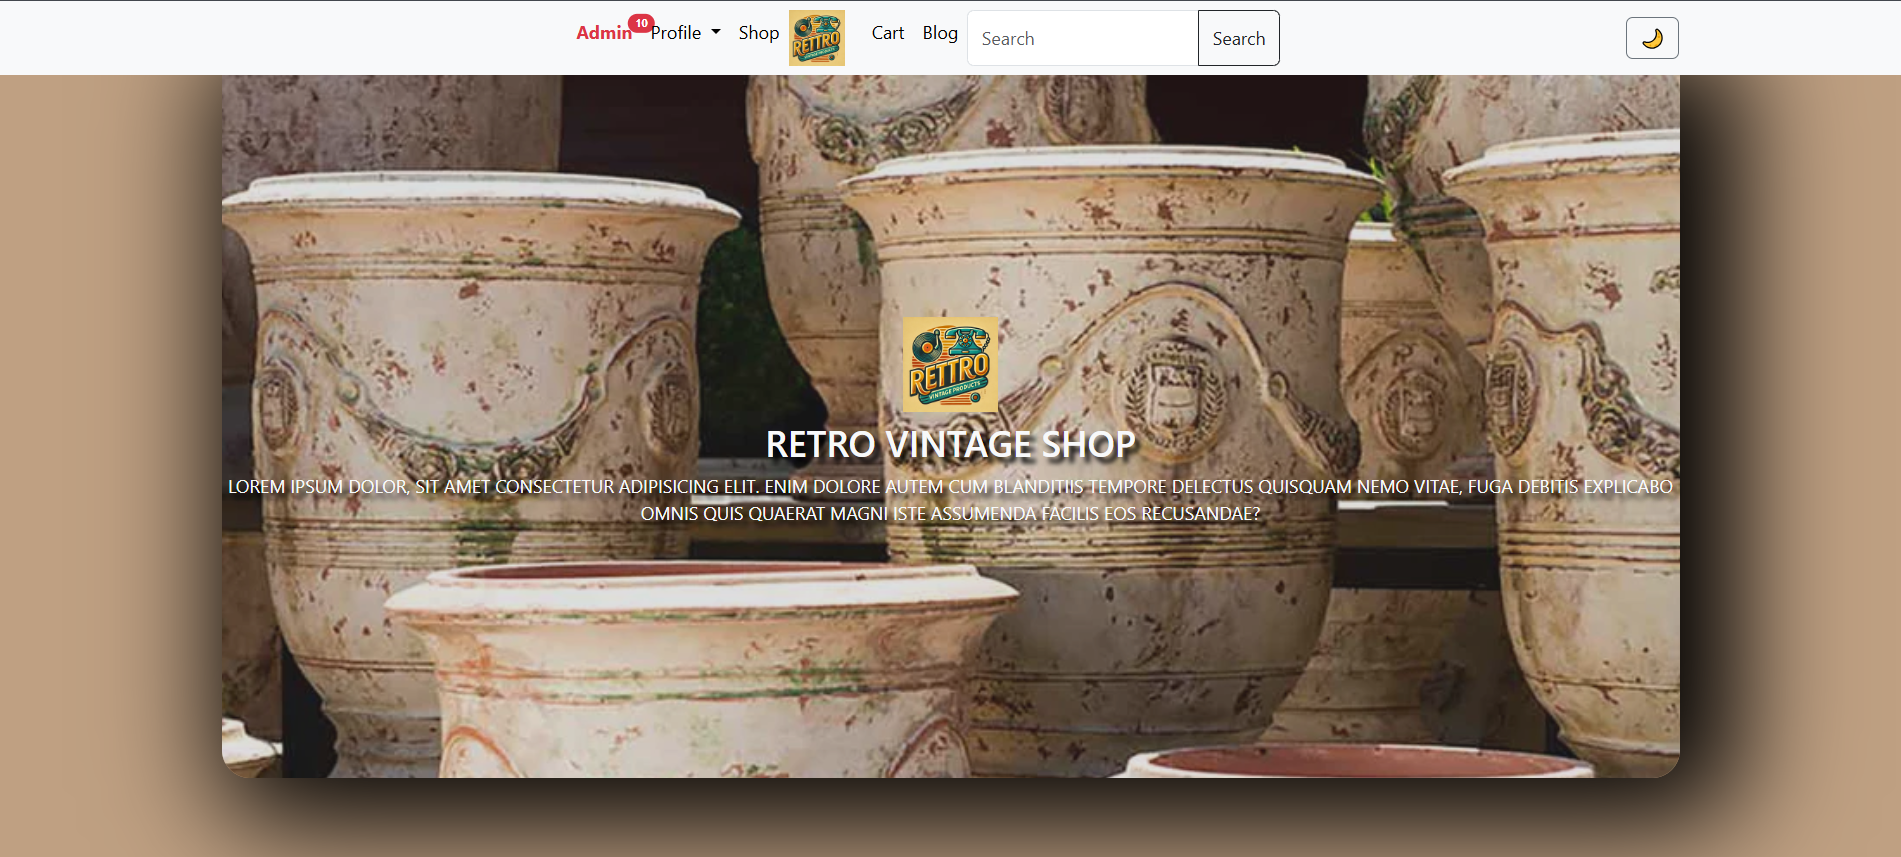 Admin 10 Profile Shop RETTRO Cart Blog Search Search
RETTRO
VINTAGE PRODUCTS
RETRO VINTAGE SHOP
LOREM IPSUM DOLOR, SIT AMET CONSECTETUR ADIPISICING ELIT. ENIM DOLORE AUTEM CUM BLANDITIIS TEMPORE DELECTUS QUISQUAM NEMO VITAE, FUGA DEBITIS EXPLICABO
OMNIS QUIS QUAERAT MAGNI ISTE ASSUMENDA FACILIS EOS RECUSANDAE?